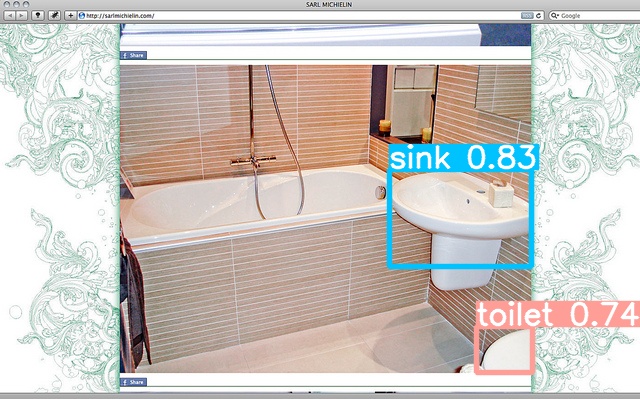 SARL MICHIELIN
http://sarlmichielin.com/
Google
Share
sink 0.83
toilet 0.74
Share